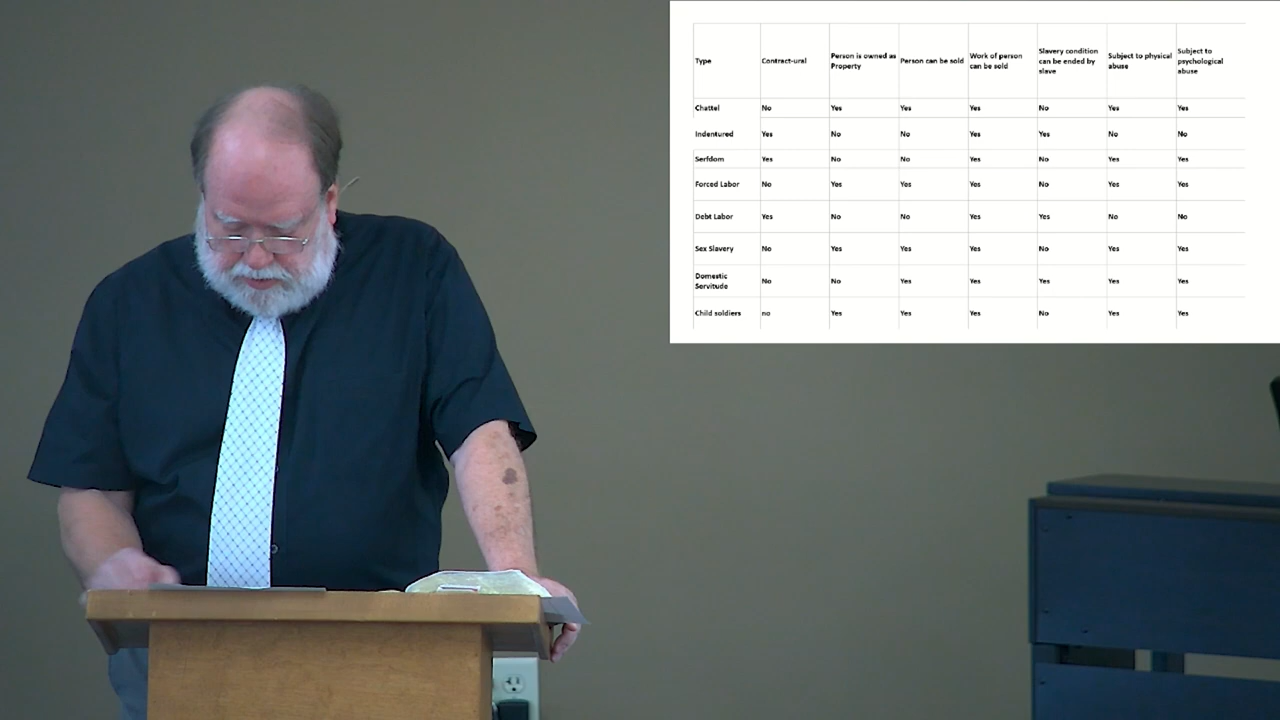 Type Contract-ural Person is owned as Property Person can be sold Work of person can be sold Slavery condition can be ended by slave Subject to physical abuse Subject to psychological abuse
Chattel No Yes Yes Yes No Yes Yes
Indentured Yes No No Yes Yes No No
Serfdom Yes No No Yes No Yes Yes
Forced Labor No Yes Yes Yes No Yes Yes
Debt Labor Yes No No Yes Yes No No
Sex Slavery No Yes Yes Yes No Yes Yes
Domestic Servitude No No Yes Yes Yes Yes Yes
Child soldiers no Yes Yes Yes No Yes Yes